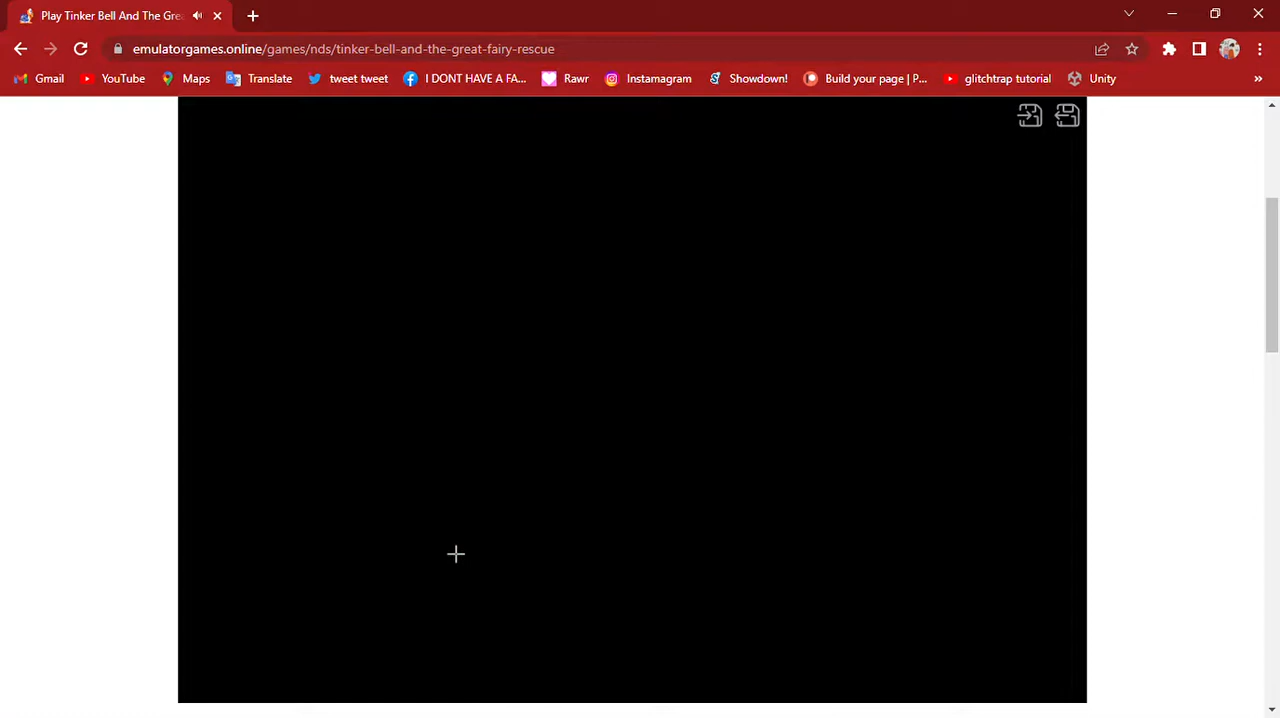 Play Tinker Bell And The Grea
emulatorgames.online/games/nds/tinker-bell-and-the-great-fairy-rescue
Gmail YouTube Maps Translate tweet tweet I DONT HAVE A FA... Rawr Instamagram Showdown! Build your page | P... glitchtrap tutorial Unity »